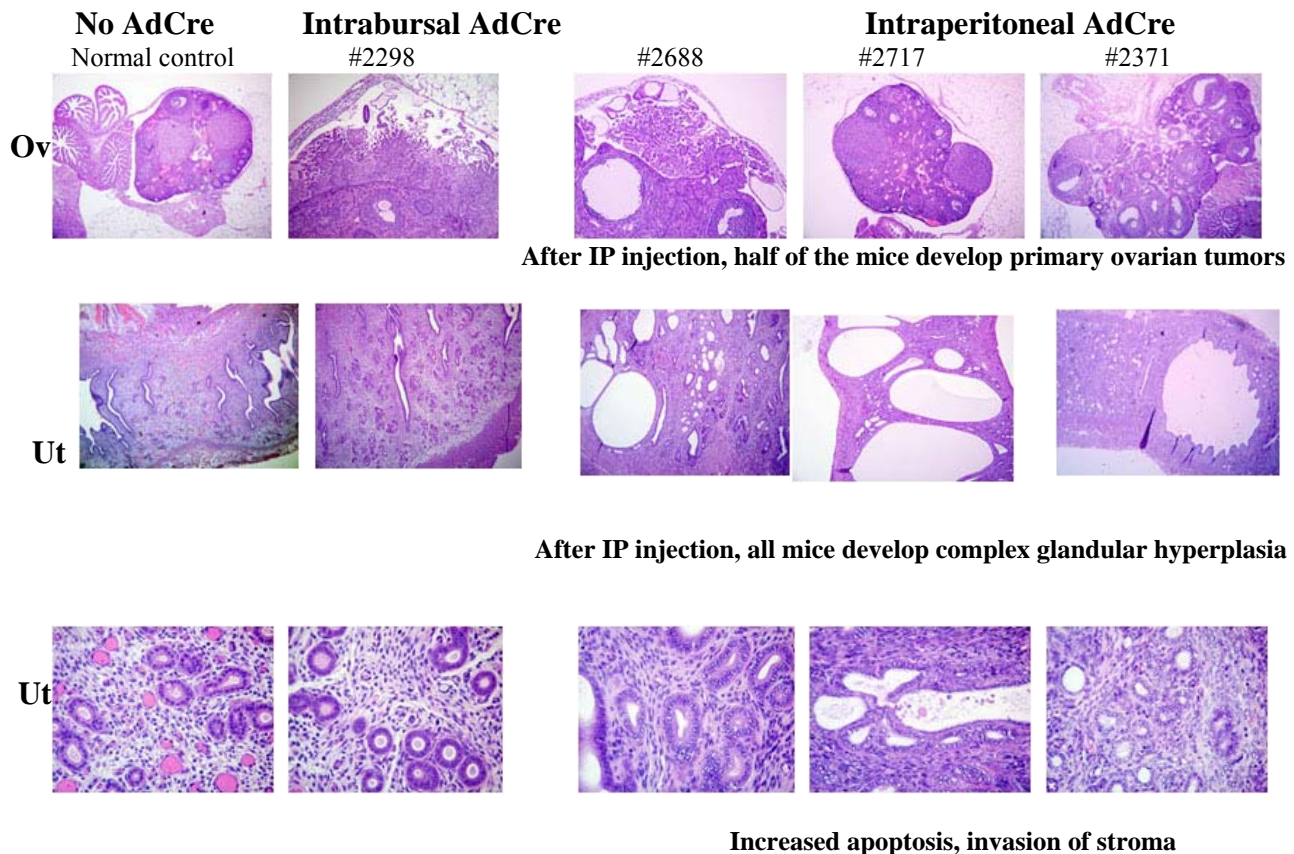 No AdCre Intrabursal AdCre Intraperitoneal AdCre
Normal control #2298 #2688 #2717 #2371
Ov
After IP injection, half of the mice develop primary ovarian tumors
Ut
After IP injection, all mice develop complex glandular hyperplasia
Ut
Increased apoptosis, invasion of stroma